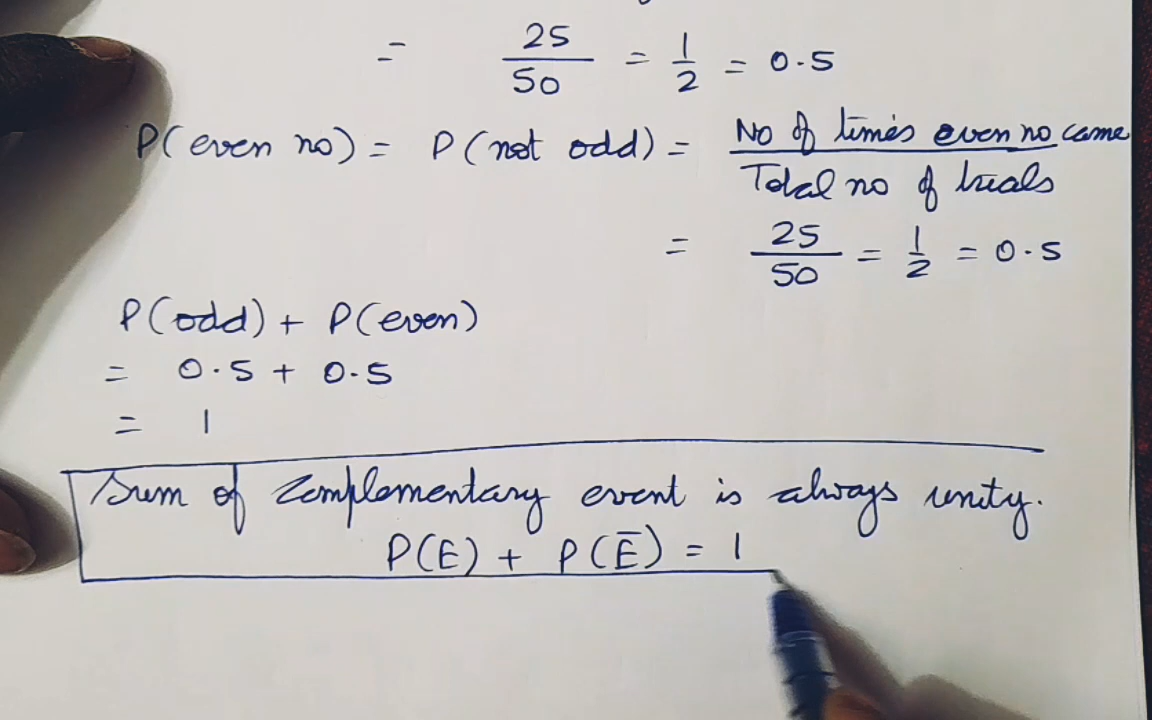 = 25/50 = 1/2 = 0.5
P(even no) = P(not odd) = No of times even no came / Total no of trials
= 25/50 = 1/2 = 0.5
P(odd) + P(even)
= 0.5 + 0.5
= 1
Sum of Complementary event is always unity.
P(E) + P(E̅) = 1